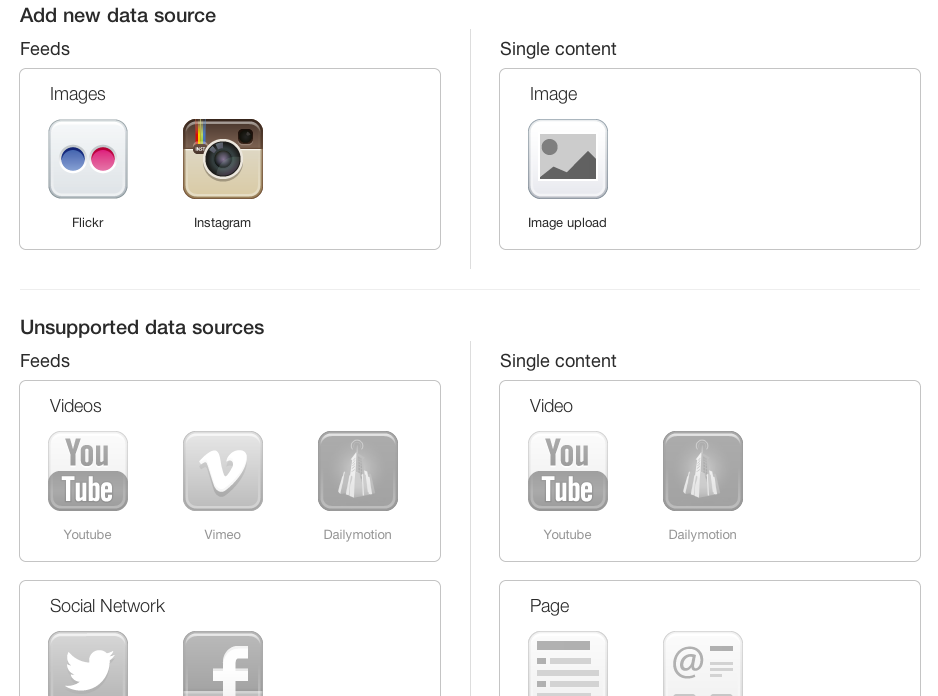 Add new data source
Feeds
Images
Flickr
Instagram
Single content
Image
Image upload
Unsupported data sources
Feeds
Videos
You
Tube
Youtube
Vimeo
Dailymotion
Single content
Video
You
Tube
Youtube
Dailymotion
Social Network
Page
@